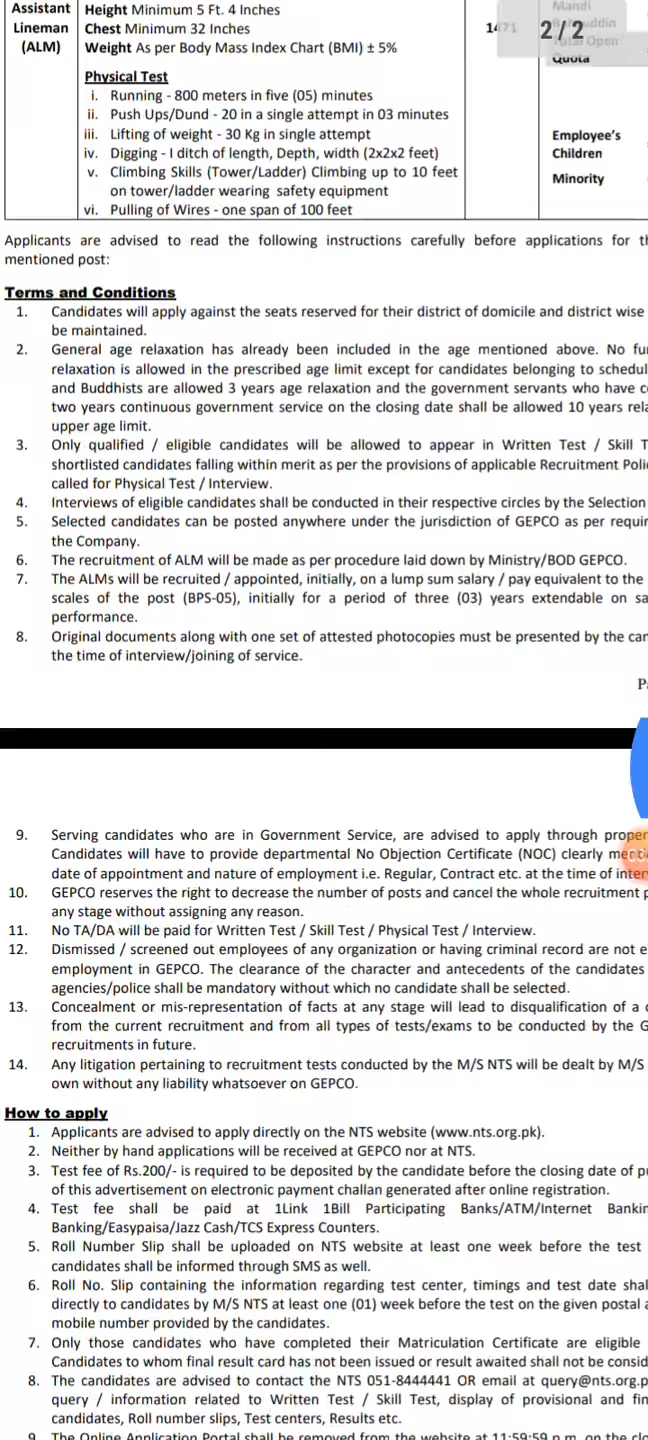 Assistant Lineman (ALM)
Height Minimum 5 Ft. 4 Inches
Chest Minimum 32 Inches
Weight As per Body Mass Index Chart (BMI) ± 5%
Physical Test
i. Running - 800 meters in five (05) minutes
ii. Push Ups/Dund - 20 in a single attempt in 03 minutes
iii. Lifting of weight - 30 Kg in single attempt
iv. Digging - I ditch of length, Depth, width (2x2x2 feet)
v. Climbing Skills (Tower/Ladder) Climbing up to 10 feet
on tower/ladder wearing safety equipment
vi. Pulling of Wires - one span of 100 feet
1471
2/2
Mandi
Total Open
Quota
Employee's
Children
Minority
Applicants are advised to read the following instructions carefully before applications for
mentioned post:
Terms and Conditions
1. Candidates will apply against the seats reserved for their district of domicile and district wise
be maintained.
2. General age relaxation has already been included in the age mentioned above. No
relaxation is allowed in the prescribed age limit except for candidates belonging to
and Buddhists are allowed 3 years age relaxation and the government servants who have
two years continuous government service on the closing date shall be allowed 10 years
upper age limit.
3. Only qualified / eligible candidates will be allowed to appear in Written Test / Skill
shortlisted candidates falling within merit as per the provisions of applicable Recruitment
called for Physical Test / Interview.
4. Interviews of eligible candidates shall be conducted in their respective circles by the Selection
5. Selected candidates can be posted anywhere under the jurisdiction of GEPCO as per
the Company.
6. The recruitment of ALM will be made as per procedure laid down by Ministry/BOD GEPCO.
7. The ALMs will be recruited / appointed, initially, on a lump sum salary / pay equivalent to the
scales of the post (BPS-05), initially for a period of three (03) years extendable on
performance.
8. Original documents along with one set of attested photocopies must be presented by the
the time of interview/joining of service.
9. Serving candidates who are in Government Service, are advised to apply through proper
Candidates will have to provide departmental No Objection Certificate (NOC) clearly
date of appointment and nature of employment i.e. Regular, Contract etc. at the time of
10. GEPCO reserves the right to decrease the number of posts and cancel the whole recruitment
any stage without assigning any reason.
11. No TA/DA will be paid for Written Test / Skill Test / Physical Test / Interview.
12. Dismissed / screened out employees of any organization or having criminal record are not
employment in GEPCO. The clearance of the character and antecedents of the candidates
agencies/police shall be mandatory without which no candidate shall be selected.
13. Concealment or mis-representation of facts at any stage will lead to disqualification of a
from the current recruitment and from all types of tests/exams to be conducted by the
recruitments in future.
14. Any litigation pertaining to recruitment tests conducted by the M/S NTS will be dealt by M/S
own without any liability whatsoever on GEPCO.
How to apply
1. Applicants are advised to apply directly on the NTS website (www.nts.org.pk).
2. Neither by hand applications will be received at GEPCO nor at NTS.
3. Test fee of Rs.200/- is required to be deposited by the candidate before the closing date of
of this advertisement on electronic payment challan generated after online registration.
4. Test fee shall be paid at 1Link 1Bill Participating Banks/ATM/Internet
Banking/Easypaisa/Jazz Cash/TCS Express Counters.
5. Roll Number Slip shall be uploaded on NTS website at least one week before the test
candidates shall be informed through SMS as well.
6. Roll No. Slip containing the information regarding test center, timings and test date
directly to candidates by M/S NTS at least one (01) week before the test on the given postal
mobile number provided by the candidates.
7. Only those candidates who have completed their Matriculation Certificate are eligible
Candidates to whom final result card has not been issued or result awaited shall not be
8. The candidates are advised to contact the NTS 051-8444441 OR email at query@nts.org.p
query / information related to Written Test / Skill Test, display of provisional and
candidates, Roll number slips, Test centers, Results etc.
9. The Online Application Portal shall be removed from the website at 11:59:59 p.m. on the